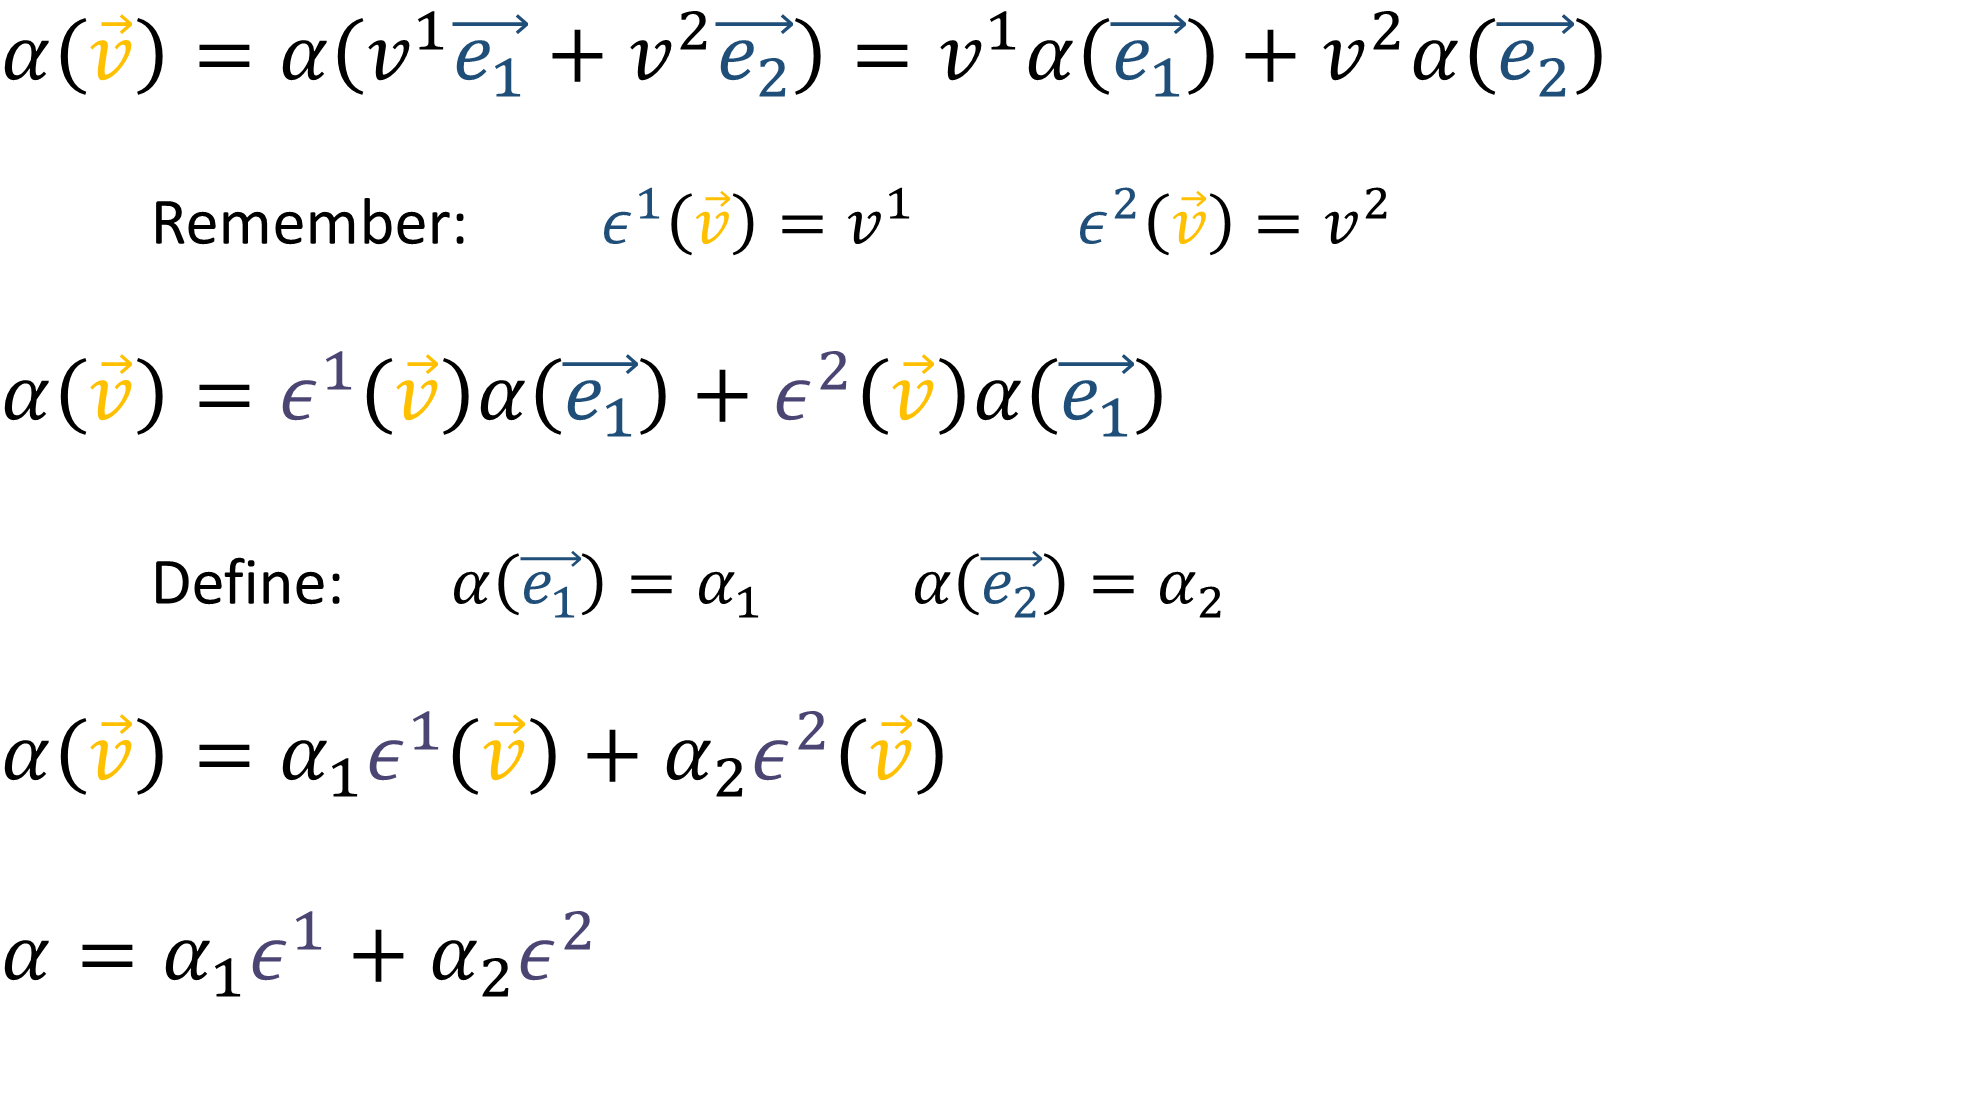 α(v⃗) = α(v¹e₁⃗ + v²e₂⃗) = v¹α(e₁⃗) + v²α(e₂⃗)
Remember: ϵ¹(v⃗) = v¹ ϵ²(v⃗) = v²
α(v⃗) = ϵ¹(v⃗)α(e₁⃗) + ϵ²(v⃗)α(e₁⃗)
Define: α(e₁⃗) = α₁ α(e₂⃗) = α₂
α(v⃗) = α₁ϵ¹(v⃗) + α₂ϵ²(v⃗)
α = α₁ϵ¹ + α₂ϵ²